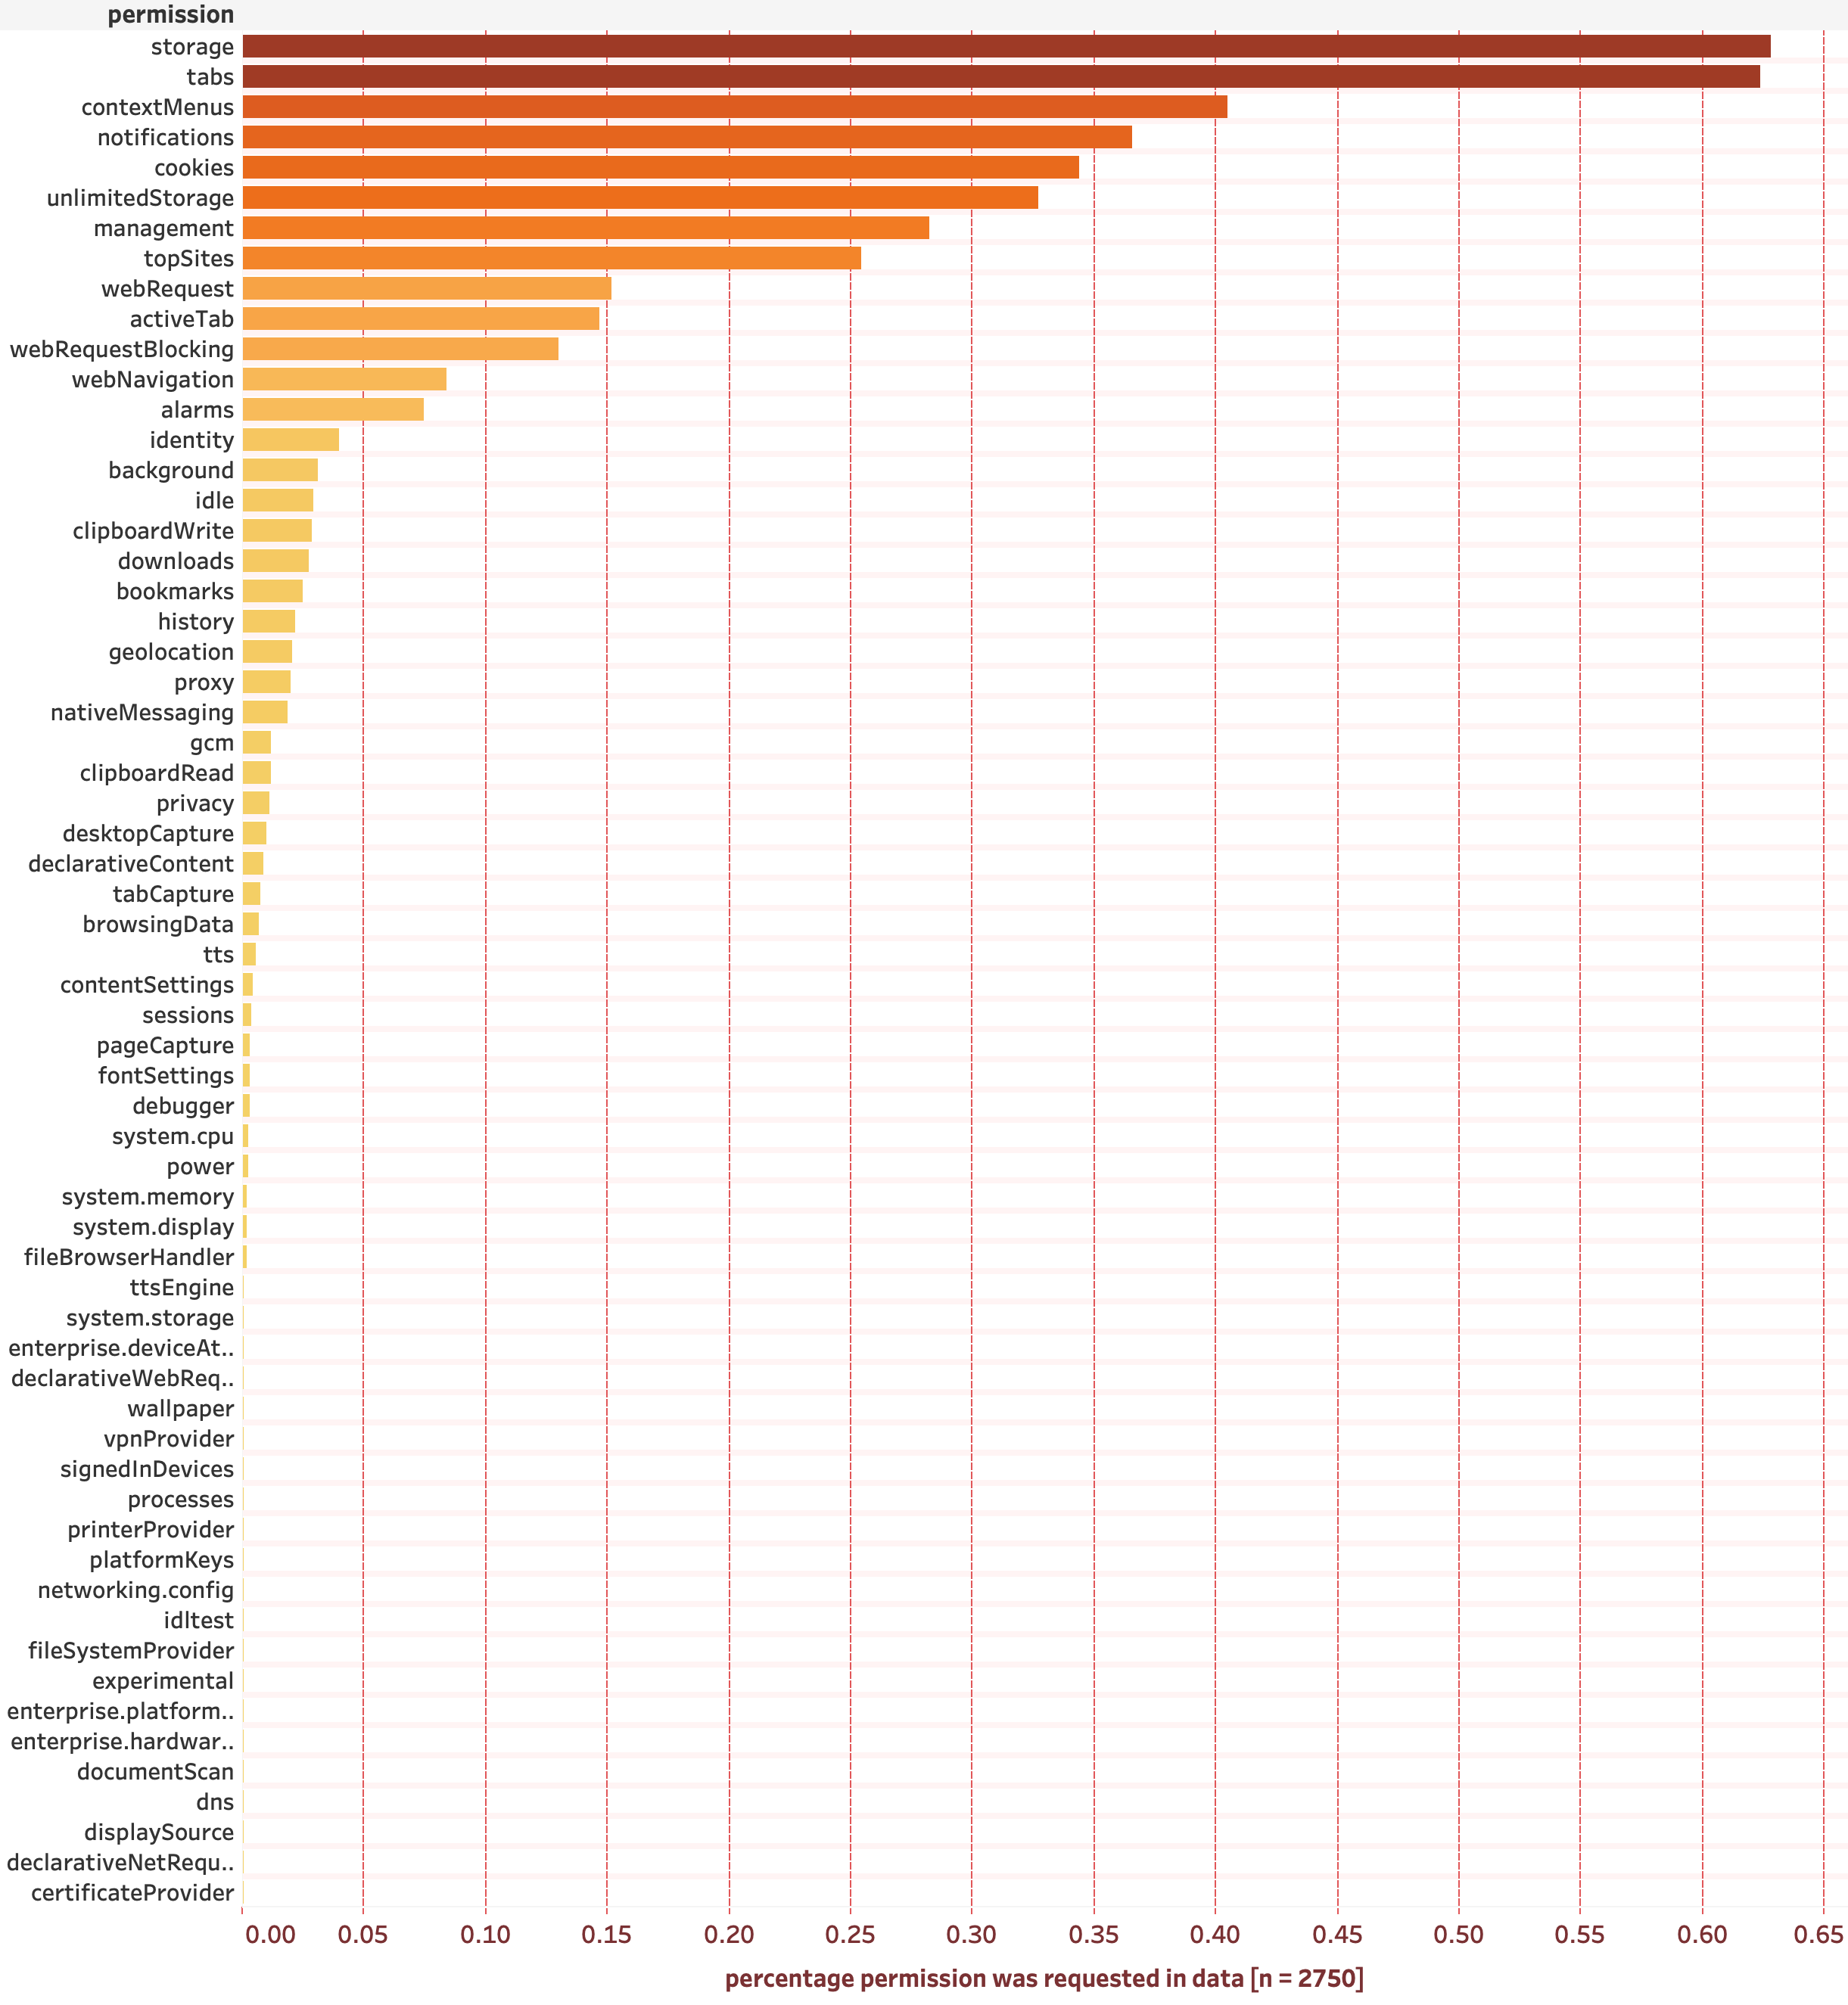 permission
storage
tabs
contextMenus
notifications
cookies
unlimitedStorage
management
topSites
webRequest
activeTab
webRequestBlocking
webNavigation
alarms
identity
background
idle
clipboardWrite
downloads
bookmarks
history
geolocation
proxy
nativeMessaging
gcm
clipboardRead
privacy
desktopCapture
declarativeContent
tabCapture
browsingData
tts
contentSettings
sessions
pageCapture
fontSettings
debugger
system.cpu
power
system.memory
system.display
fileBrowserHandler
ttsEngine
system.storage
enterprise.deviceAt..
declarativeWebReq..
wallpaper
vpnProvider
signedInDevices
processes
printerProvider
platformKeys
networking.config
idltest
fileSystemProvider
experimental
enterprise.platform..
enterprise.hardwar..
documentScan
dns
displaySource
declarativeNetRequ..
certificateProvider
0.00 0.05 0.10 0.15 0.20 0.25 0.30 0.35 0.40 0.45 0.50 0.55 0.60 0.65
percentage permission was requested in data [n = 2750]